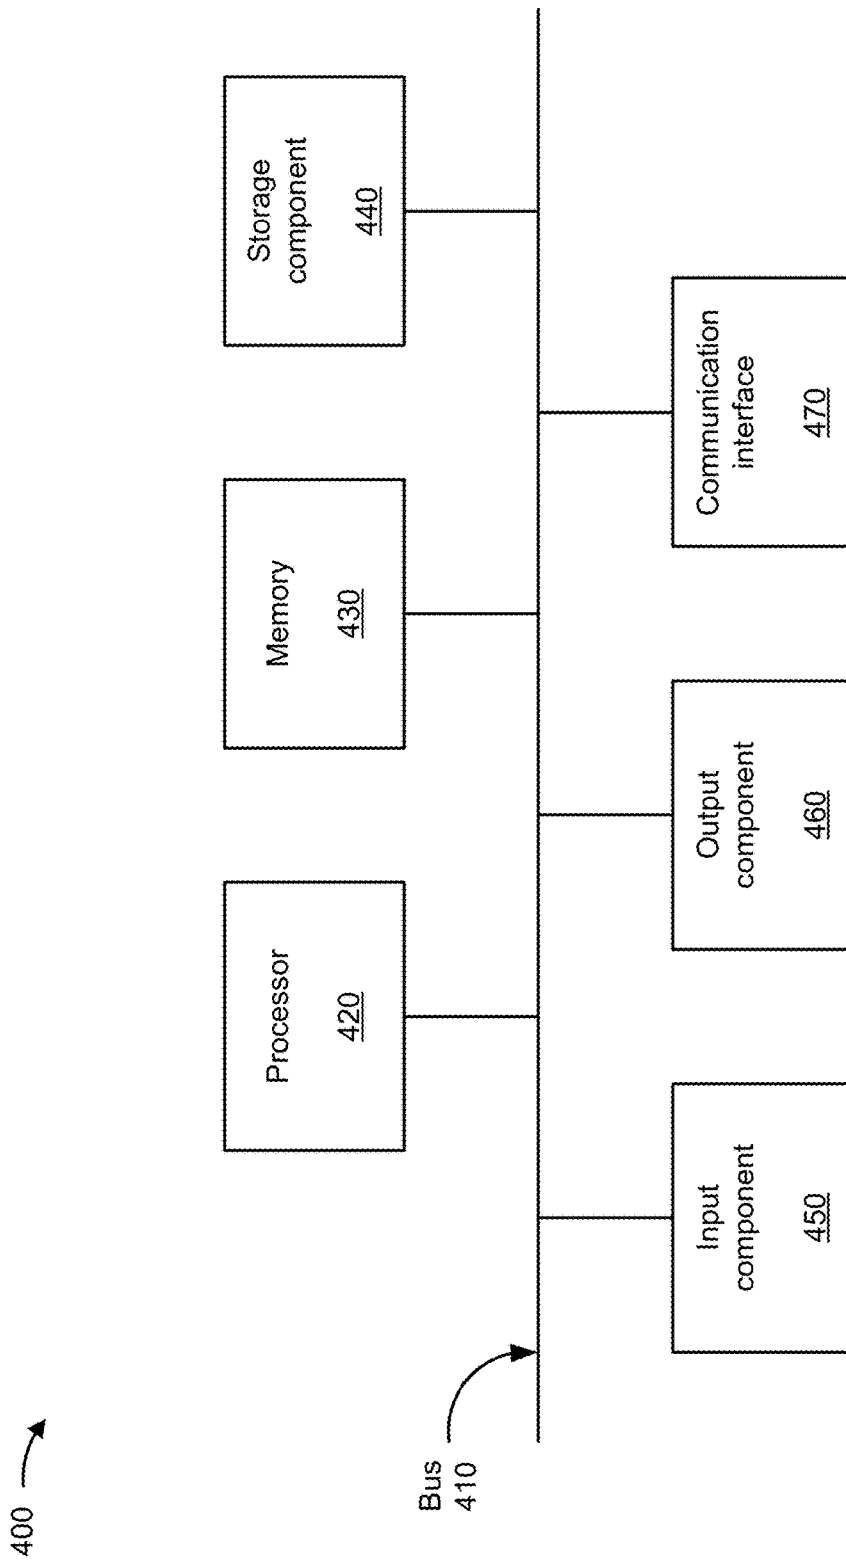 400
Processor
420
Memory
430
Storage
component
440
Bus
410
Input
component
450
Output
component
460
Communication
interface
470